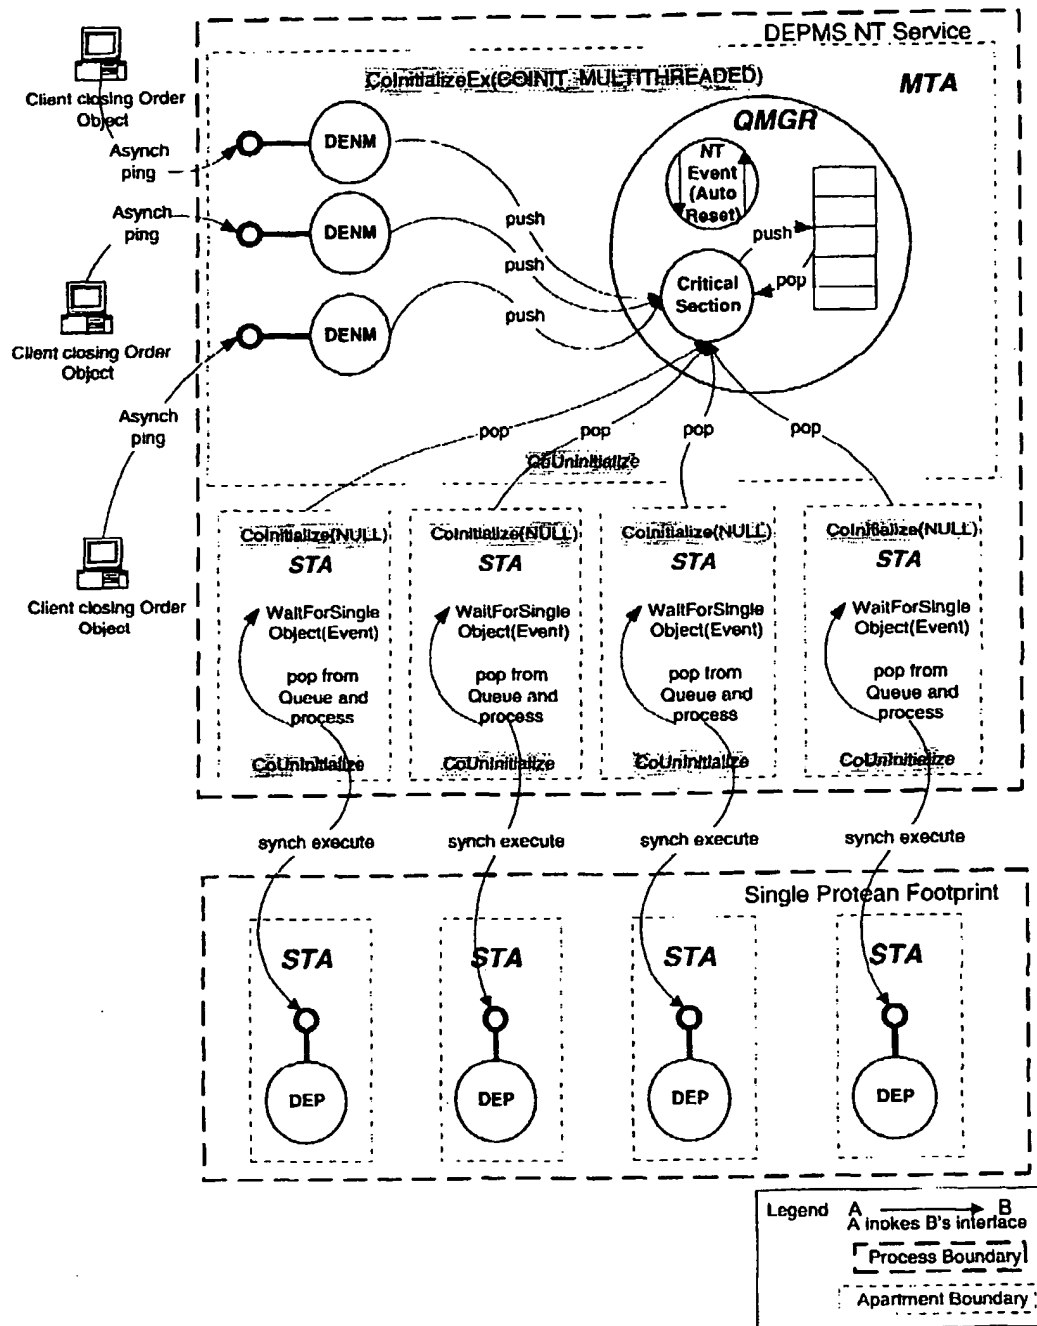 DEPMS NT Service
CoInitializeEx(COINIT_MULTITHREADED)
MTA
Client closing Order
Object
Asynch
ping
DENM
QMGR
NT
Event
(Auto
Reset)
push
Asynch
ping
DENM
push
push
pop
Critical
Section
Client closing Order
Object
DENM
push
Asynch
ping
pop
pop
pop
pop
CoUninitialize
Client closing Order
Object
CoInitialize(NULL)
STA
WaitForSingle
Object(Event)
pop from
Queue and
process
CoUninitialize
CoInitialize(NULL)
STA
WaitForSingle
Object(Event)
pop from
Queue and
process
CoUninitialize
CoInitialize(NULL)
STA
WaitForSingle
Object(Event)
pop from
Queue and
process
CoUninitialize
CoInitialize(NULL)
STA
WaitForSingle
Object(Event)
pop from
Queue and
process
CoUninitialize
synch execute
synch execute
synch execute
synch execute
Single Protean Footprint
STA
STA
STA
STA
DEP
DEP
DEP
DEP
Legend A B
A inokes B's interface
Process Boundary
Apartment Boundary